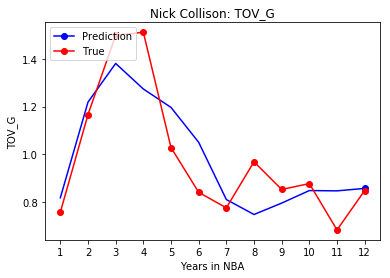 Nick Collison: TOV_G
Prediction
True
1.4
1.2
1.0
0.8
TOV_G
1 2 3 4 5 6 7 8 9 10 11 12
Years in NBA